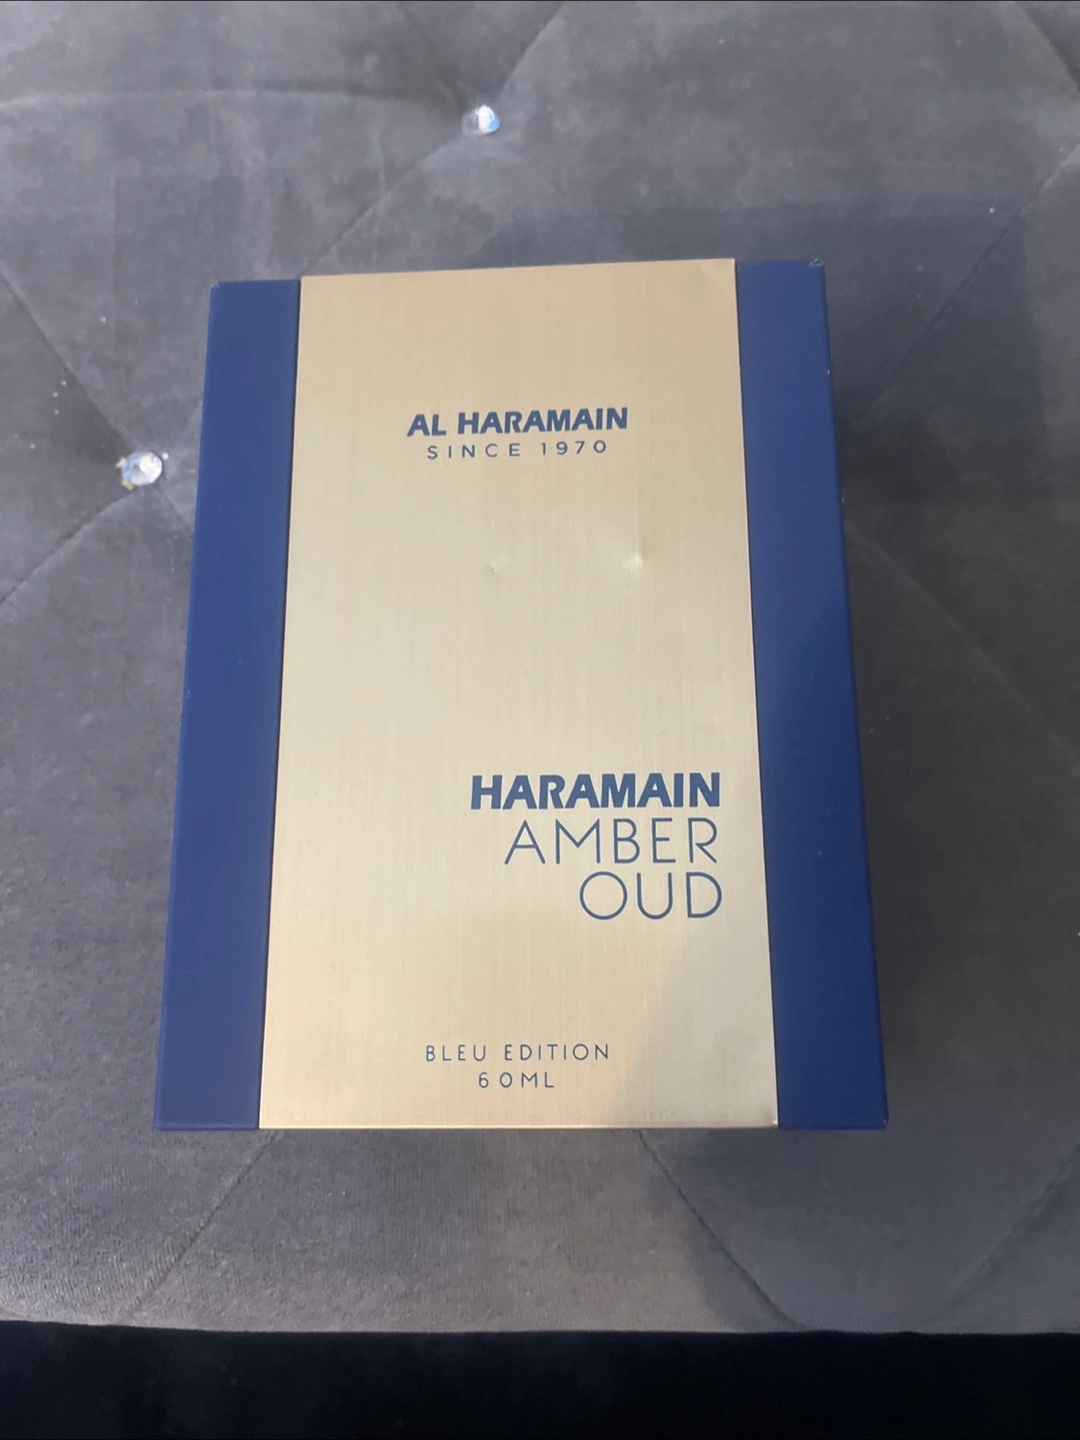 AL HARAMAIN
SINCE 1970
HARAMAIN
AMBER
OUD
BLEU EDITION
60ML